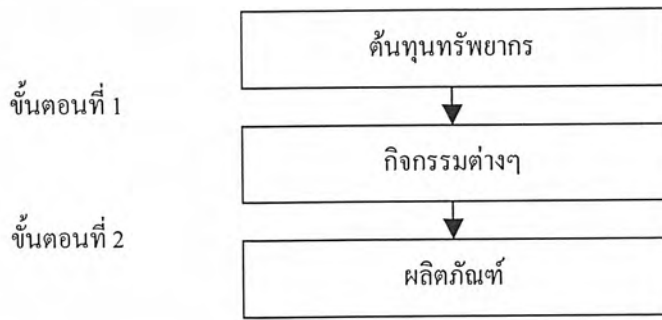 ต้นทุนทรัพยากร
ขั้นตอนที่ 1
กิจกรรมต่างๆ
ขั้นตอนที่ 2
ผลิตภัณฑ์